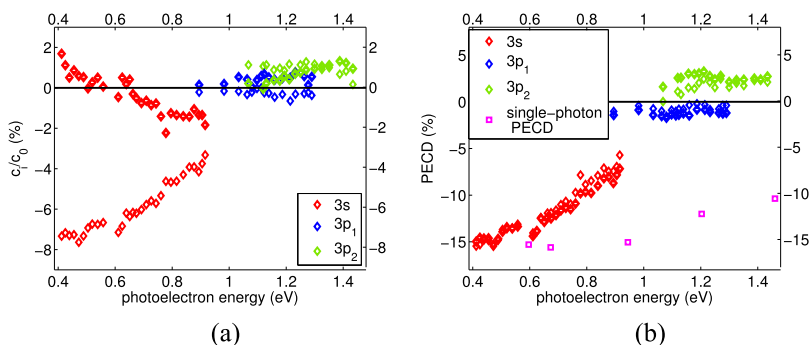 0.4 0.6 0.8 1 1.2 1.4
2
0
−2
−4
−6
−8
2
0
−2
−4
−6
−8
c_i/c_0 (%)
3s
3p_1
3p_2
0.4 0.6 0.8 1 1.2 1.4
photoelectron energy (eV)
(a)
0.4 0.6 0.8 1 1.2 1.4
5
0
−5
−10
−15
5
0
−5
−10
−15
PECD (%)
3s
3p_1
3p_2
single−photon
PECD
0.4 0.6 0.8 1 1.2 1.4
photoelectron energy (eV)
(b)